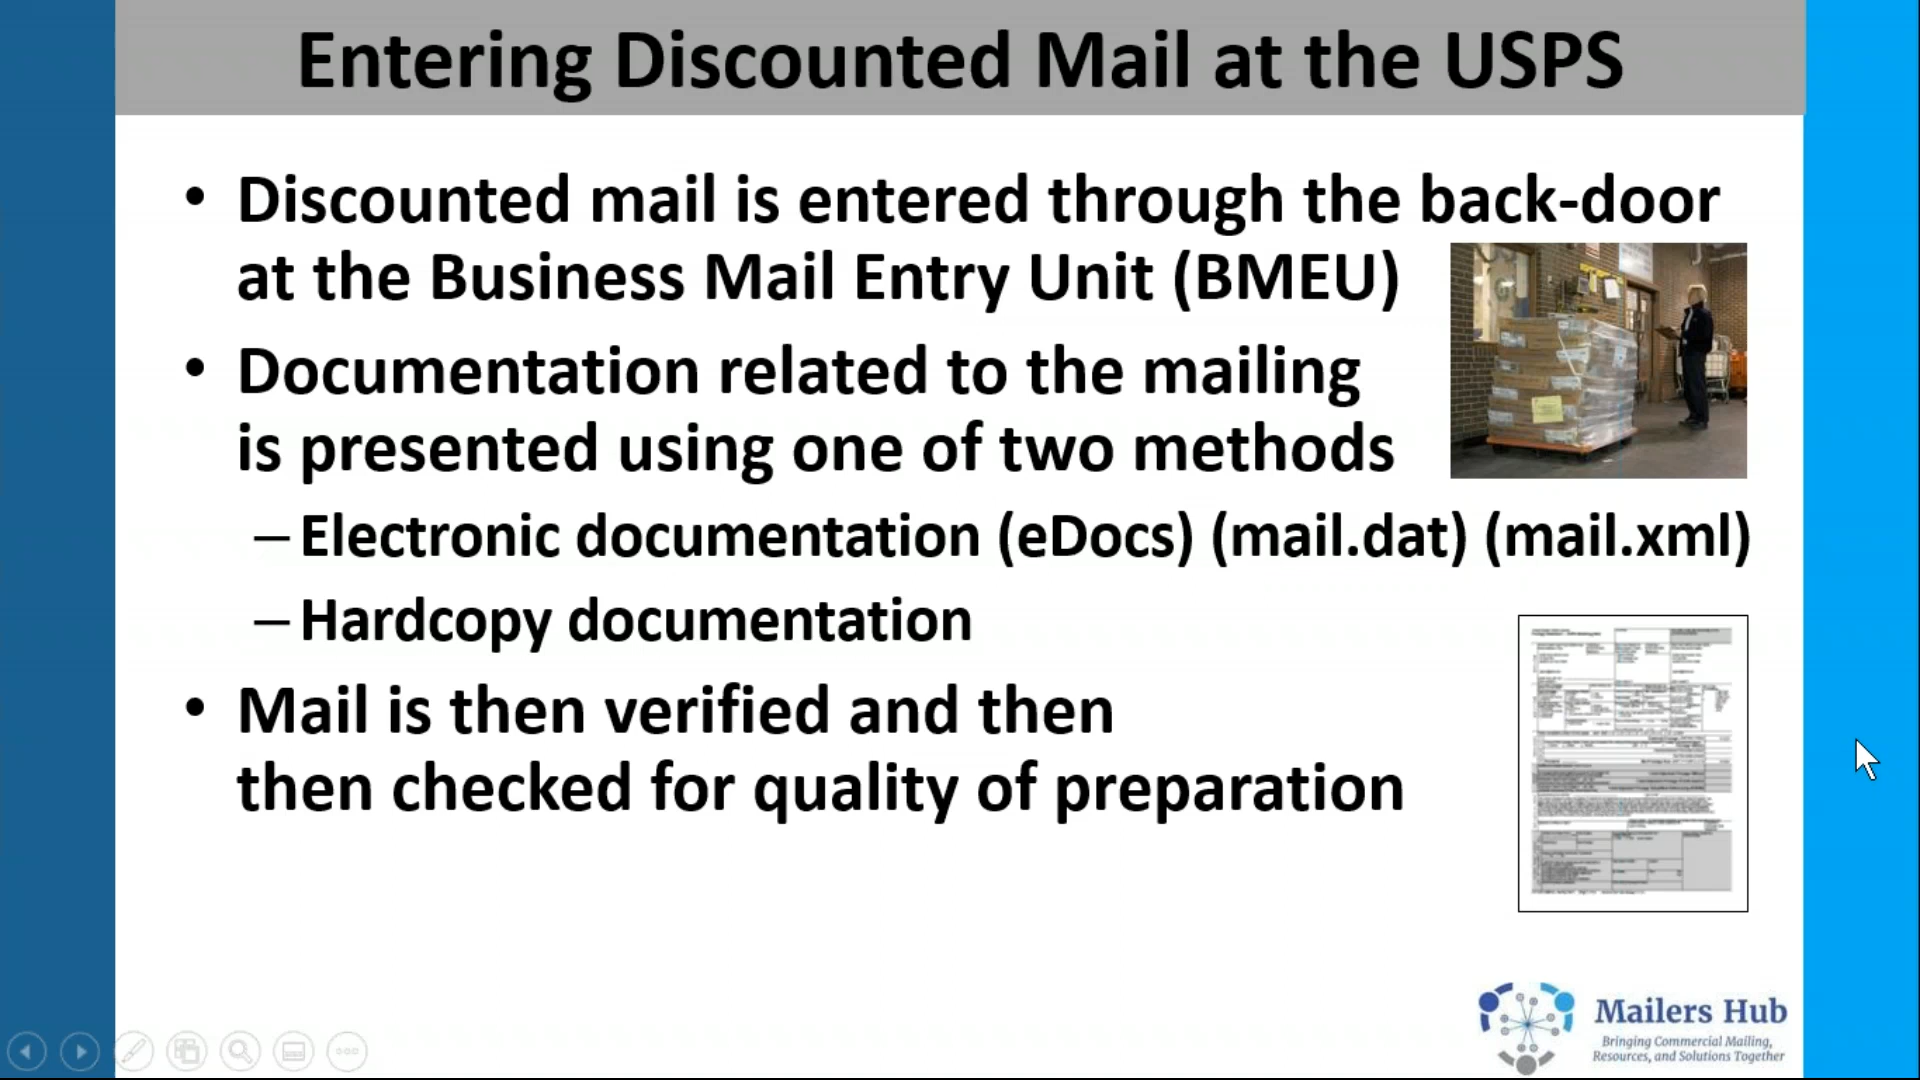 Entering Discounted Mail at the USPS
• Discounted mail is entered through the back-door
at the Business Mail Entry Unit (BMEU)
• Documentation related to the mailing
is presented using one of two methods
– Electronic documentation (eDocs) (mail.dat) (mail.xml)
– Hardcopy documentation
• Mail is then verified and then
then checked for quality of preparation
Mailers Hub
Bringing Commercial Mailing,
Resources, and Solutions Together